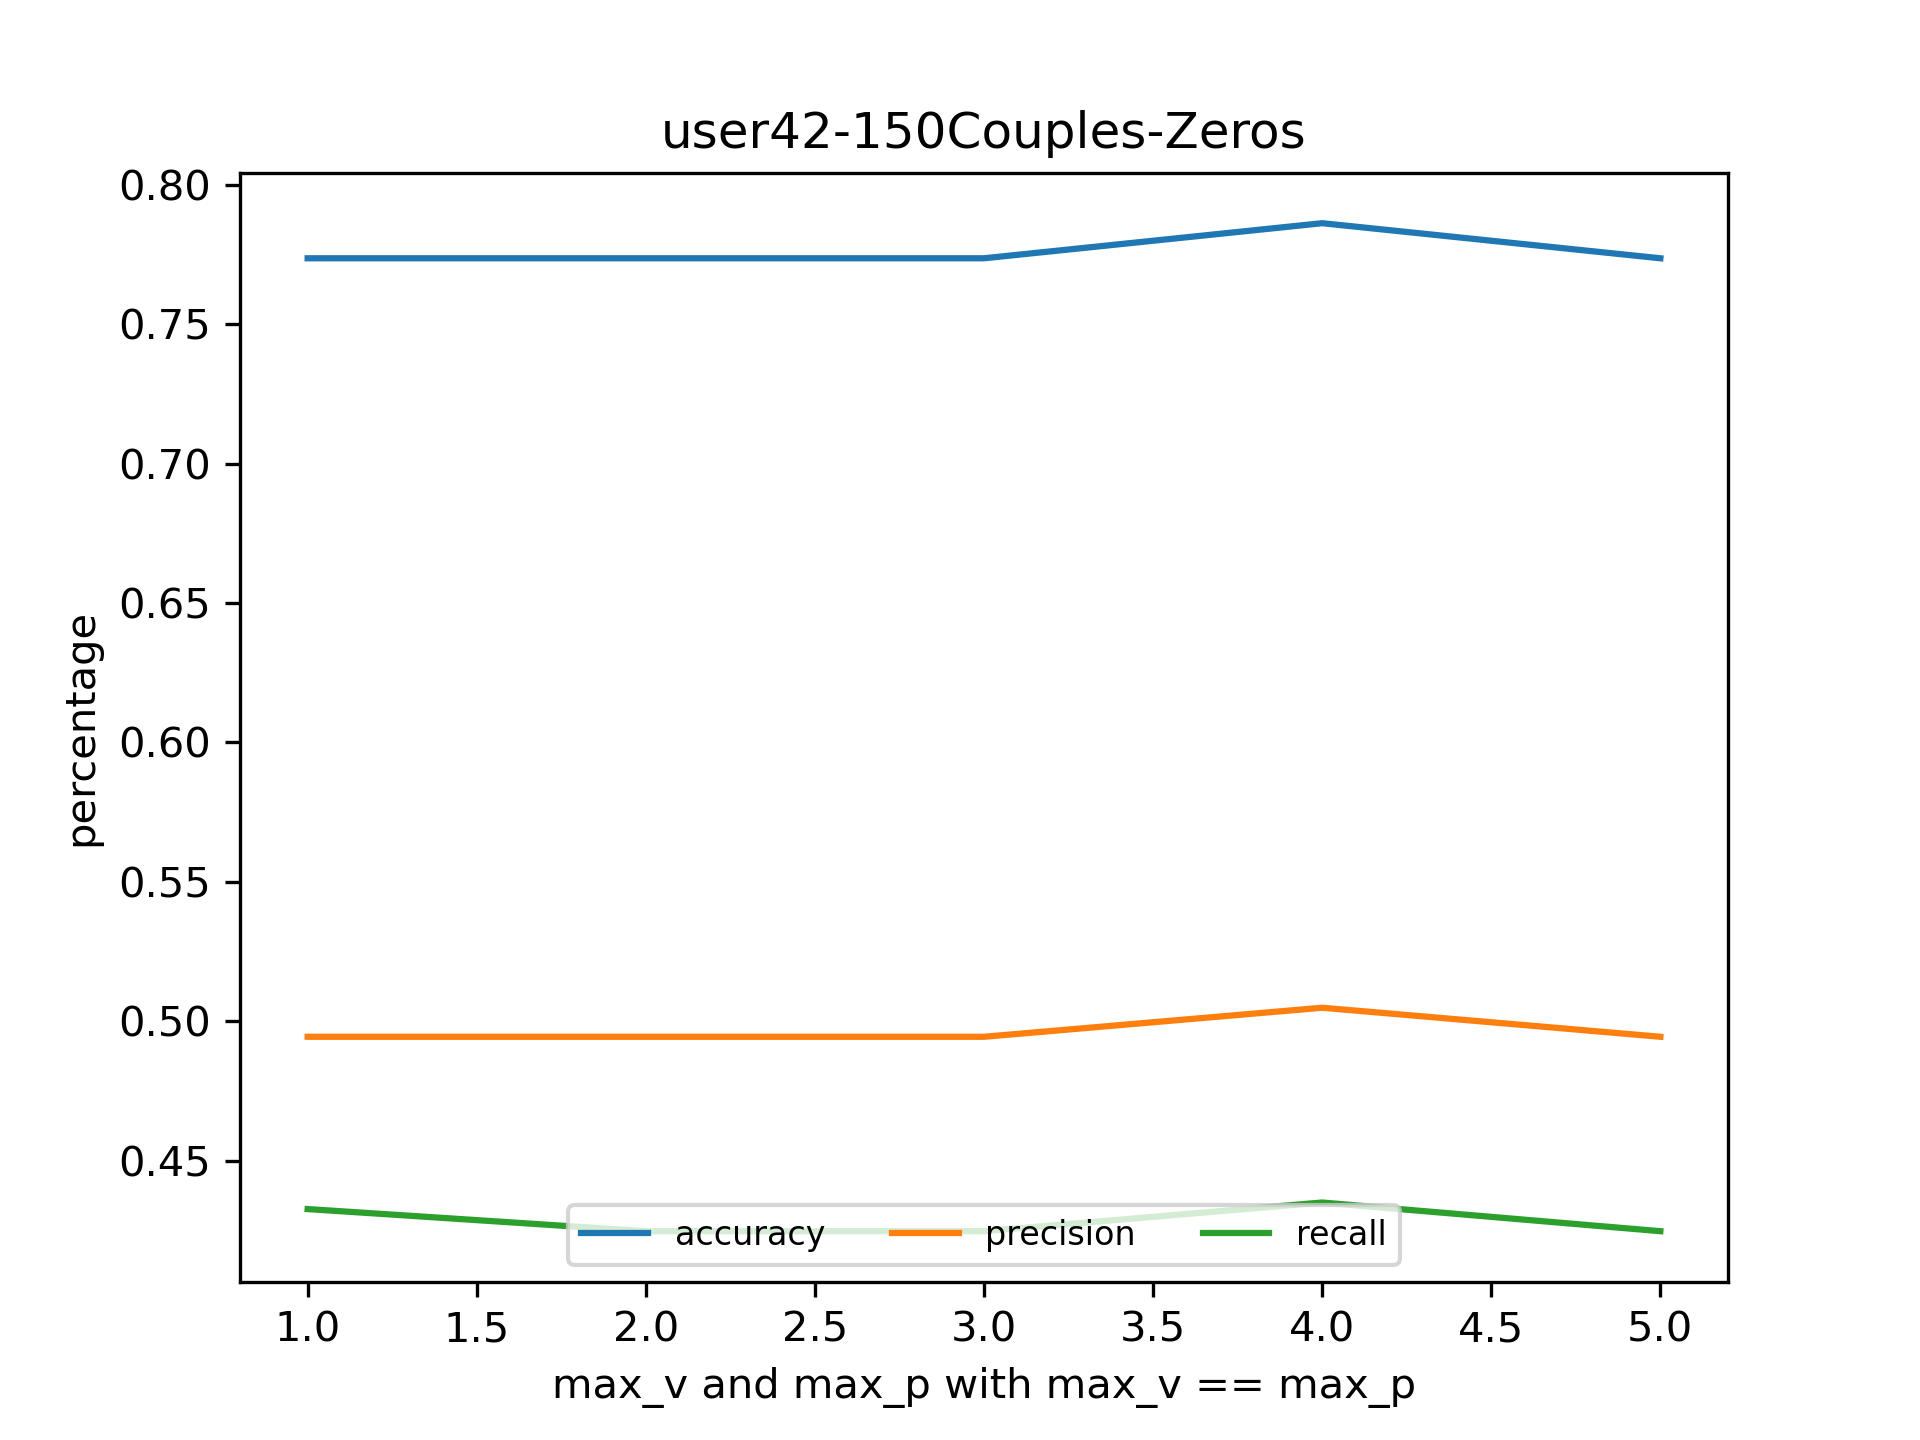 user42-150Couples-Zeros
0.80
0.75
0.70
0.65
0.60
0.55
0.50
0.45
percentage
accuracy precision recall
1.0 1.5 2.0 2.5 3.0 3.5 4.0 4.5 5.0
max_v and max_p with max_v == max_p